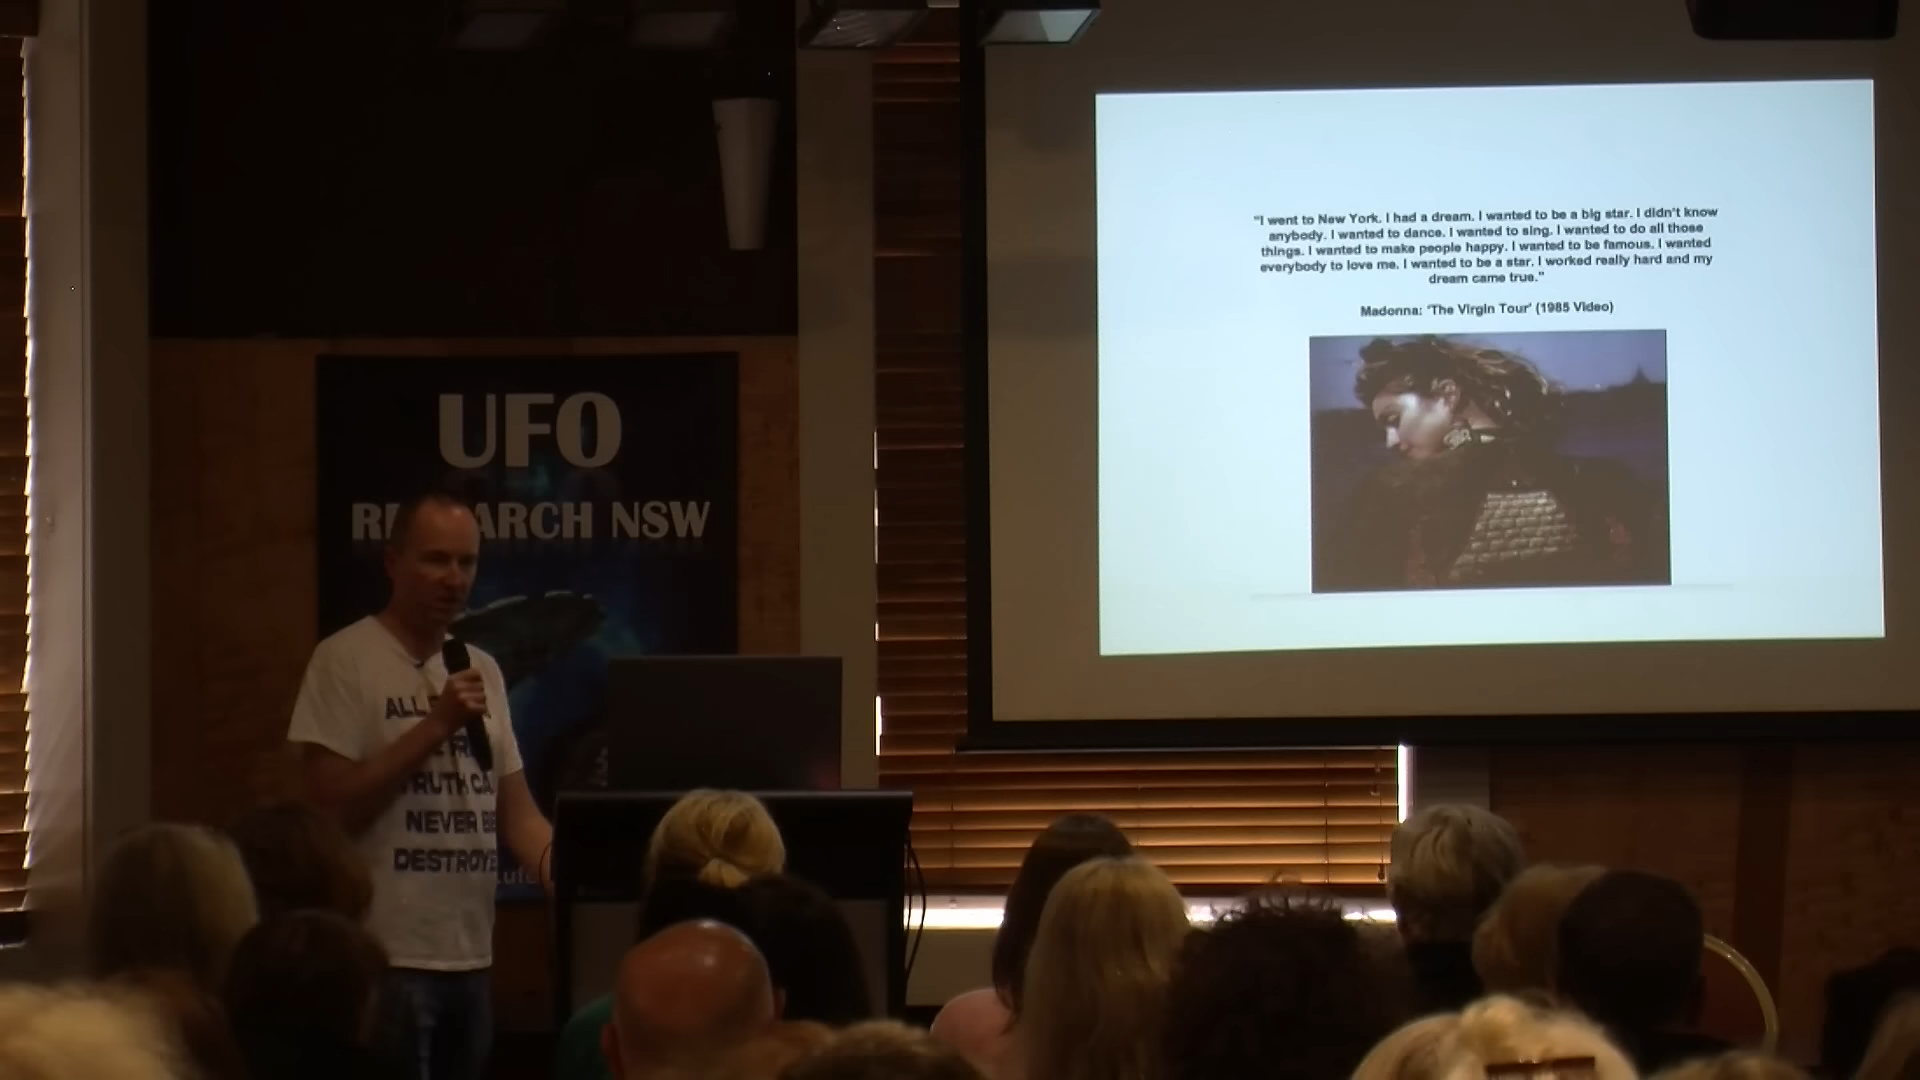 UFO
RE ARCH NSW
ALL
TRUTH CA
NEVER BE
DESTROYE
.ufo
"I went to New York. I had a dream. I wanted to be a big star. I didn't know
anybody. I wanted to dance. I wanted to sing. I wanted to do all those
things. I wanted to make people happy. I wanted to be famous. I wanted
everybody to love me. I wanted to be a star. I worked really hard and my
dream came true."
Madonna: 'The Virgin Tour' (1985 Video)